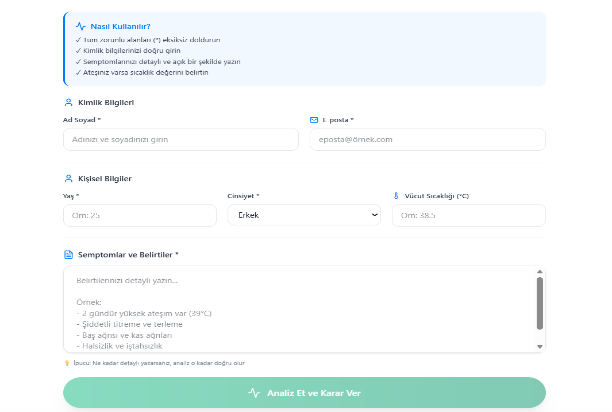 Nasıl Kullanılır?
✓ Tüm zorunlu alanları (*) eksiksiz doldurun
✓ Kimlik bilgilerinizi doğru girin
✓ Semptomlarınızı detaylı ve açık bir şekilde yazın
✓ Ateşiniz varsa sıcaklık değerini belirtin
Kimlik Bilgileri
Ad Soyad *
E-posta *
Adınızı ve soyadınızı girin
eposta@örnek.com
Kişisel Bilgiler
Yaş *
Cinsiyet *
Vücut Sıcaklığı (°C)
Örn: 25
Erkek
Örn: 38.5
Semptomlar ve Belirtiler *
Belirtilerinizi detaylı yazın...
Örnek:
- 2 gündür yüksek ateşim var (39°C)
- Şiddetli titreme ve terleme
- Baş ağrısı ve kas ağrıları
- Halsizlik ve iştahsızlık
İpucu: Ne kadar detaylı yazarsanız, analiz o kadar doğru olur
Analiz Et ve Karar Ver